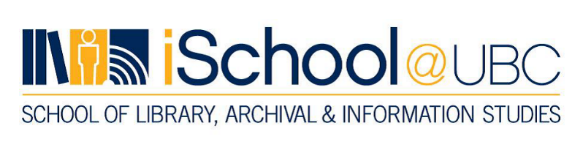 iSchool@UBC
SCHOOL OF LIBRARY, ARCHIVAL & INFORMATION STUDIES